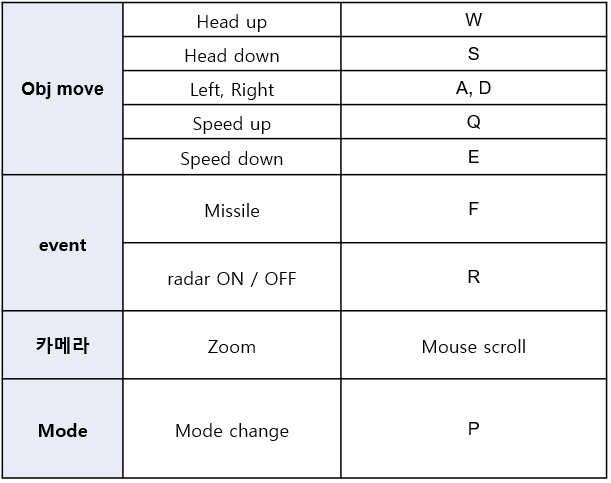 Obj move
Head up W
Head down S
Left, Right A, D
Speed up Q
Speed down E
event
Missile F
radar ON / OFF R
카메라 Zoom Mouse scroll
Mode Mode change P